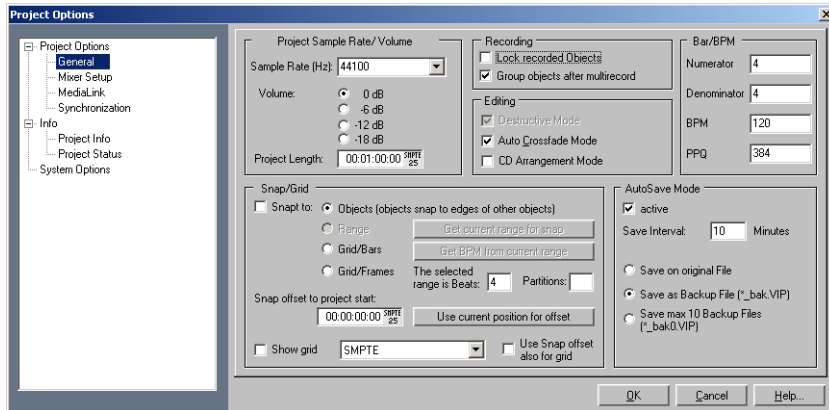 Project Options
Project Options
General
Mixer Setup
MediaLink
Synchronization
Info
Project Info
Project Status
System Options
Project Sample Rate/ Volume
Sample Rate (Hz): 44100
Volume: 0 dB
-6 dB
-12 dB
-18 dB
Project Length: 00:01:00:00 SMPTE 25
Recording
Lock recorded Objects
Group objects after multirecord
Editing
Destructive Mode
Auto Crossfade Mode
CD Arrangement Mode
Bar/BPM
Numerator 4
Denominator 4
BPM 120
PPQ 384
Snap/Grid
Snapt to: Objects (objects snap to edges of other objects)
Range Get current range for snap
Grid/Bars Get BPM from current range
Grid/Frames The selected range is Beats: 4 Partitions:
Snap offset to project start:
00:00:00:00 SMPTE 25 Use current position for offset
Show grid SMPTE Use Snap offset also for grid
AutoSave Mode
active
Save Interval: 10 Minutes
Save on original File
Save as Backup File (*_bak.VIP)
Save max 10 Backup Files
(*_bak0.VIP)
OK Cancel Help...